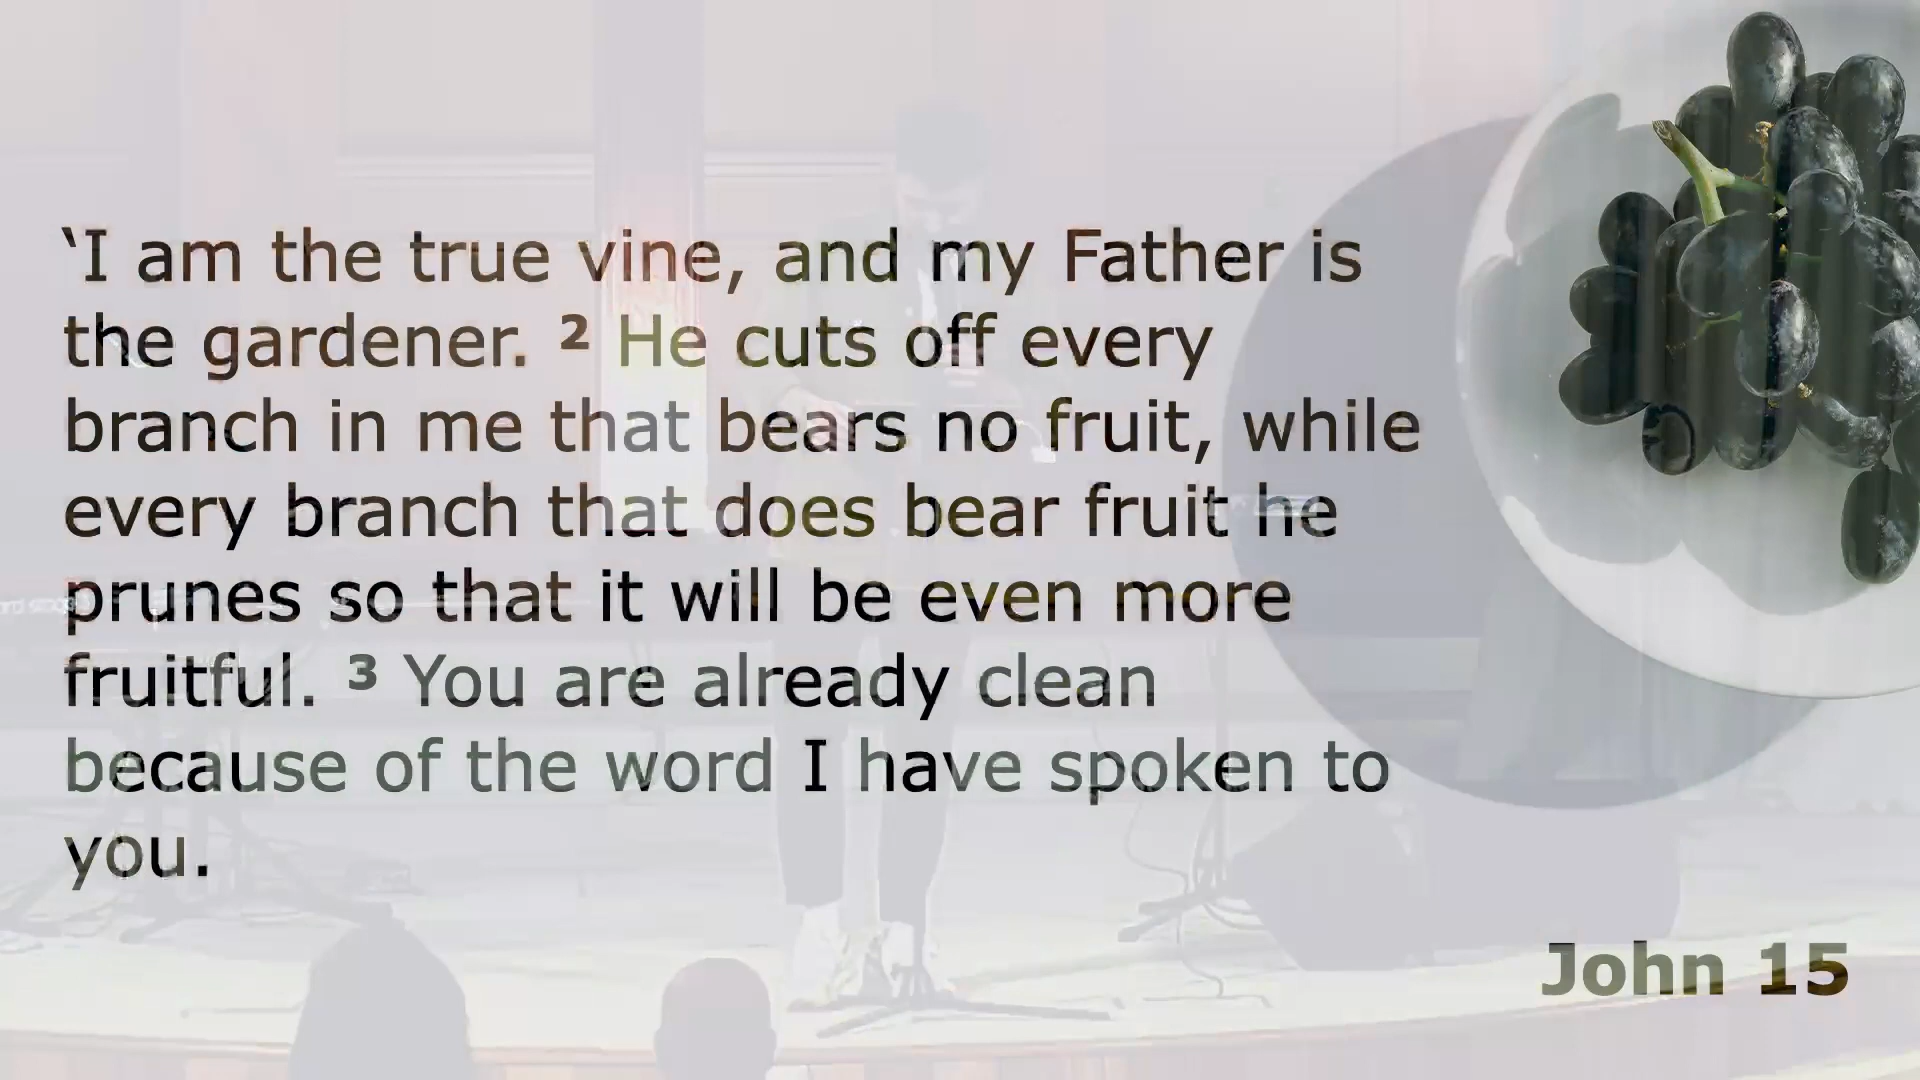 ‘I am the true vine, and my Father is
the gardener. ² He cuts off every
branch in me that bears no fruit, while
every branch that does bear fruit he
prunes so that it will be even more
fruitful. ³ You are already clean
because of the word I have spoken to
you.
John 15